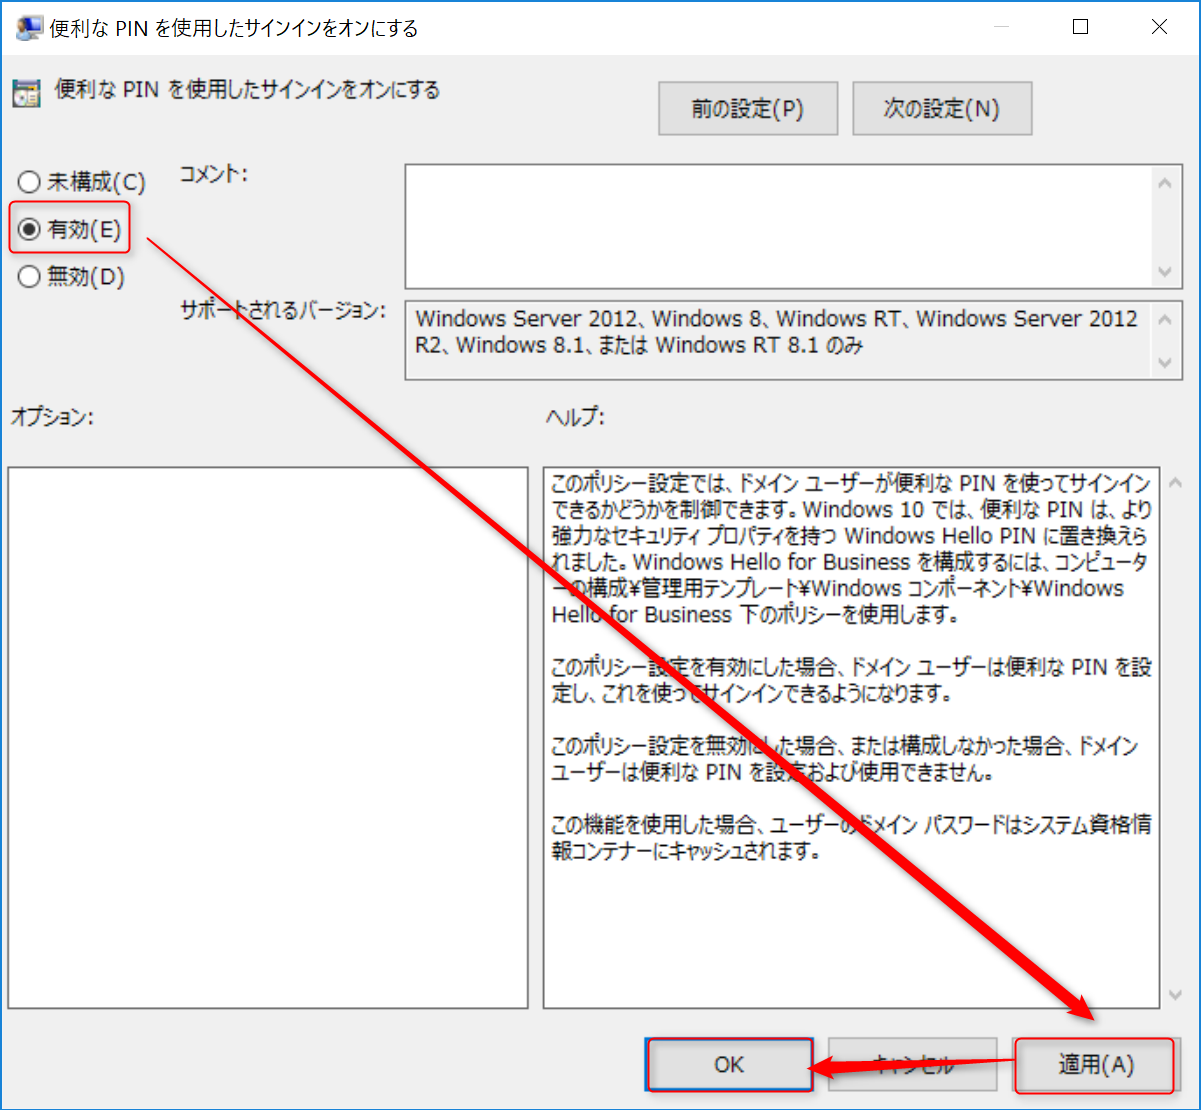 便利な PIN を使用したサインインをオンにする
便利な PIN を使用したサインインをオンにする
前の設定(P)
次の設定(N)
未構成(C)
有効(E)
無効(D)
コメント:
サポートされるバージョン:
Windows Server 2012、Windows 8、Windows RT、Windows Server 2012
R2、Windows 8.1、または Windows RT 8.1 のみ
オプション:
ヘルプ:
このポリシー設定では、ドメイン ユーザーが便利な PIN を使ってサインイン
できるかどうかを制御できます。Windows 10 では、便利な PIN は、より
強力なセキュリティ プロパティを持つ Windows Hello PIN に置き換えら
れました。Windows Hello for Business を構成するには、コンピュータ
ーの構成¥管理用テンプレート¥Windows コンポーネント¥Windows
Hello for Business 下のポリシーを使用します。
このポリシー設定を有効にした場合、ドメイン ユーザーは便利な PIN を設
定し、これを使ってサインインできるようになります。
このポリシー設定を無効にした場合、または構成しなかった場合、ドメイン
ユーザーは便利な PIN を設定および使用できません。
この機能を使用した場合、ユーザーのドメイン パスワードはシステム資格情
報コンテナーにキャッシュされます。
OK
キャンセル
適用(A)